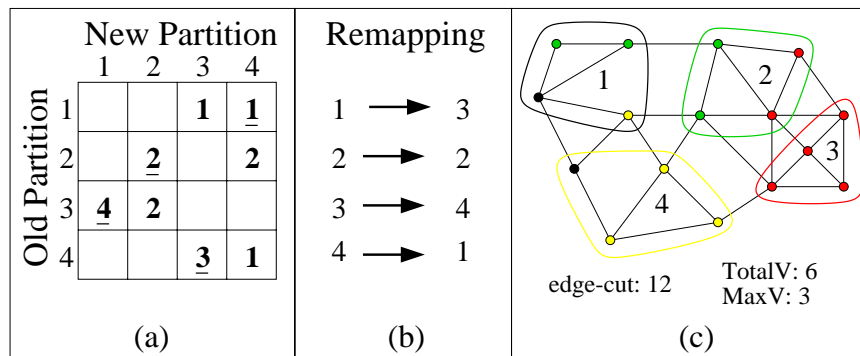 New Partition
1 2 3 4
Old Partition
1 1 1
2 2 2
3 4 2
4 3 1
(a)
Remapping
1 3
2 2
3 4
4 1
(b)
1
2
3
4
edge-cut: 12
TotalV: 6
MaxV: 3
(c)